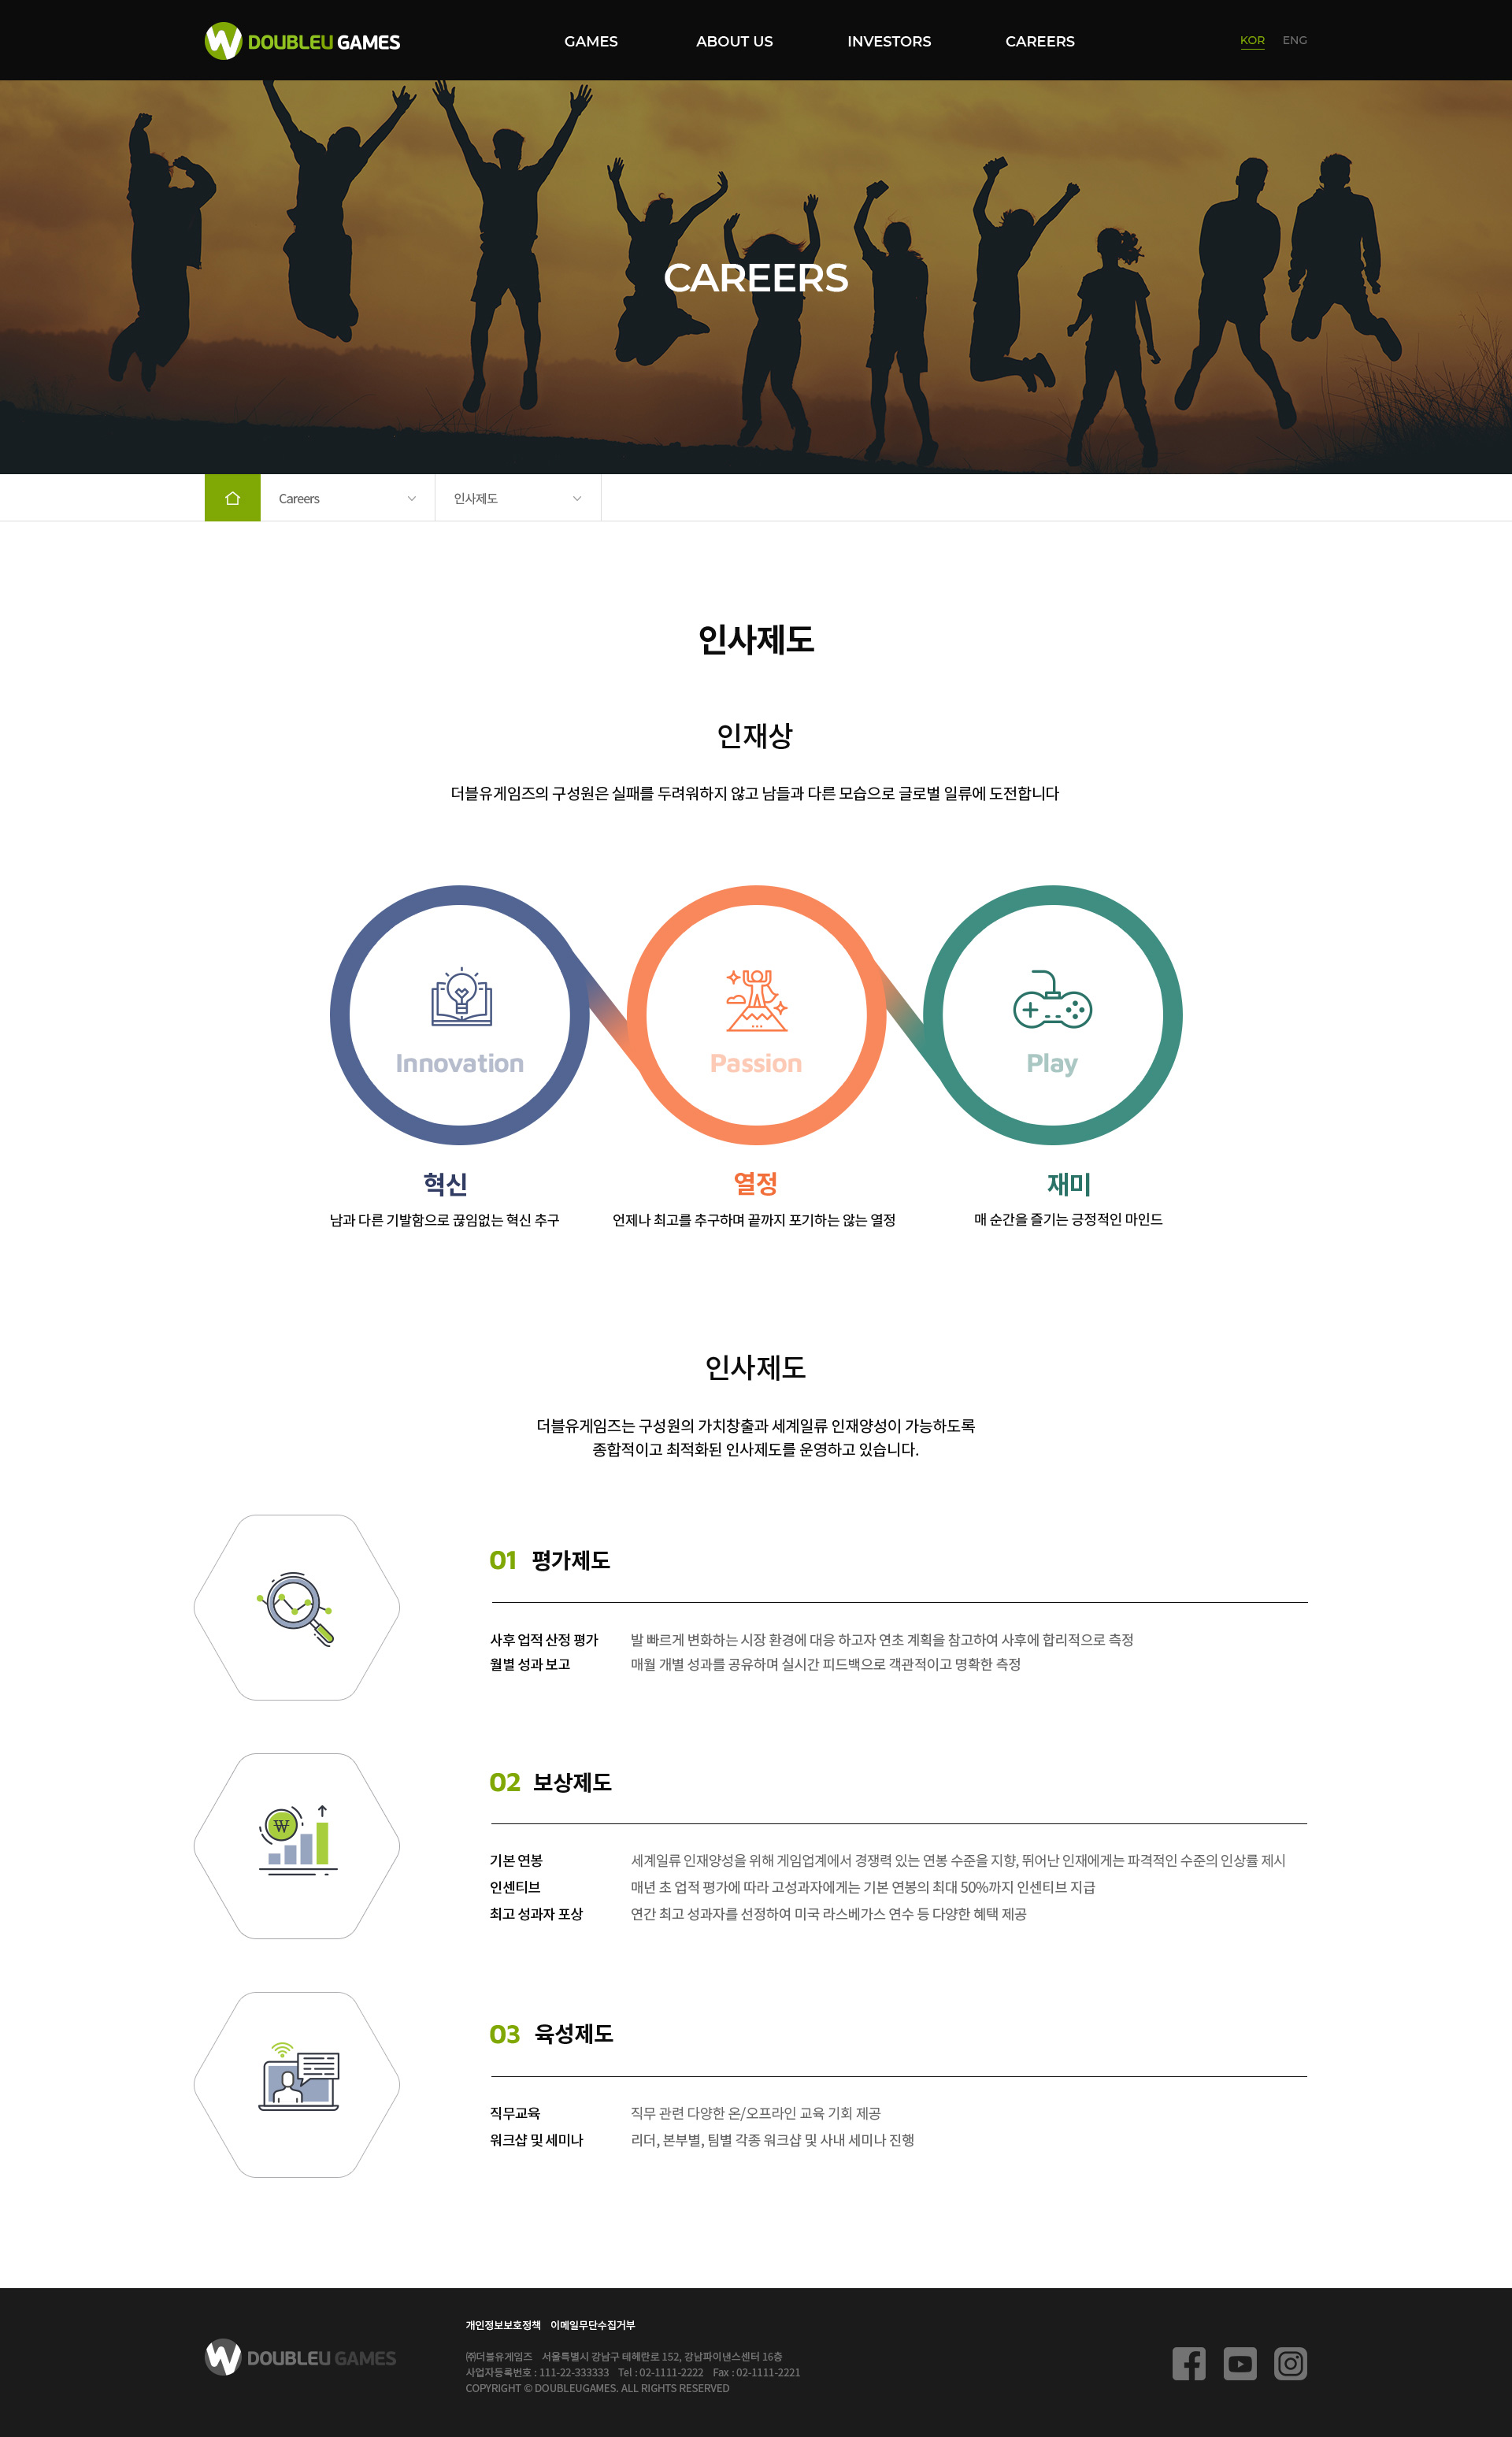 DOUBLEU GAMES
GAMES
ABOUT US
INVESTORS
CAREERS
KOR
ENG
CAREERS
Careers
인사제도
인사제도
인재상
더블유게임즈의 구성원은 실패를 두려워하지 않고 남들과 다른 모습으로 글로벌 일류에 도전합니다
Innovation
Passion
Play
혁신
열정
재미
남과 다른 기발함으로 끊임없는 혁신 추구
언제나 최고를 추구하며 끝까지 포기하는 않는 열정
매 순간을 즐기는 긍정적인 마인드
인사제도
더블유게임즈는 구성원의 가치창출과 세계일류 인재양성이 가능하도록
종합적이고 최적화된 인사제도를 운영하고 있습니다.
01 평가제도
사후 업적 산정 평가 발 빠르게 변화하는 시장 환경에 대응 하고자 연초 계획을 참고하여 사후에 합리적으로 측정
월별 성과 보고 매월 개별 성과를 공유하며 실시간 피드백으로 객관적이고 명확한 측정
02 보상제도
기본 연봉 세계일류 인재양성을 위해 게임업계에서 경쟁력 있는 연봉 수준을 지향, 뛰어난 인재에게는 파격적인 수준의 인상률 제시
인센티브 매년 초 업적 평가에 따라 고성과자에게는 기본 연봉의 최대 50%까지 인센티브 지급
최고 성과자 포상 연간 최고 성과자를 선정하여 미국 라스베가스 연수 등 다양한 혜택 제공
03 육성제도
직무교육 직무 관련 다양한 온/오프라인 교육 기회 제공
워크샵 및 세미나 리더, 본부별, 팀별 각종 워크샵 및 사내 세미나 진행
개인정보보호정책 이메일무단수집거부
DOUBLEU GAMES
㈜더블유게임즈 서울특별시 강남구 테헤란로 152, 강남파이낸스센터 16층
사업자등록번호 : 111-22-333333 Tel : 02-1111-2222 Fax : 02-1111-2221
COPYRIGHT © DOUBLEUGAMES. ALL RIGHTS RESERVED